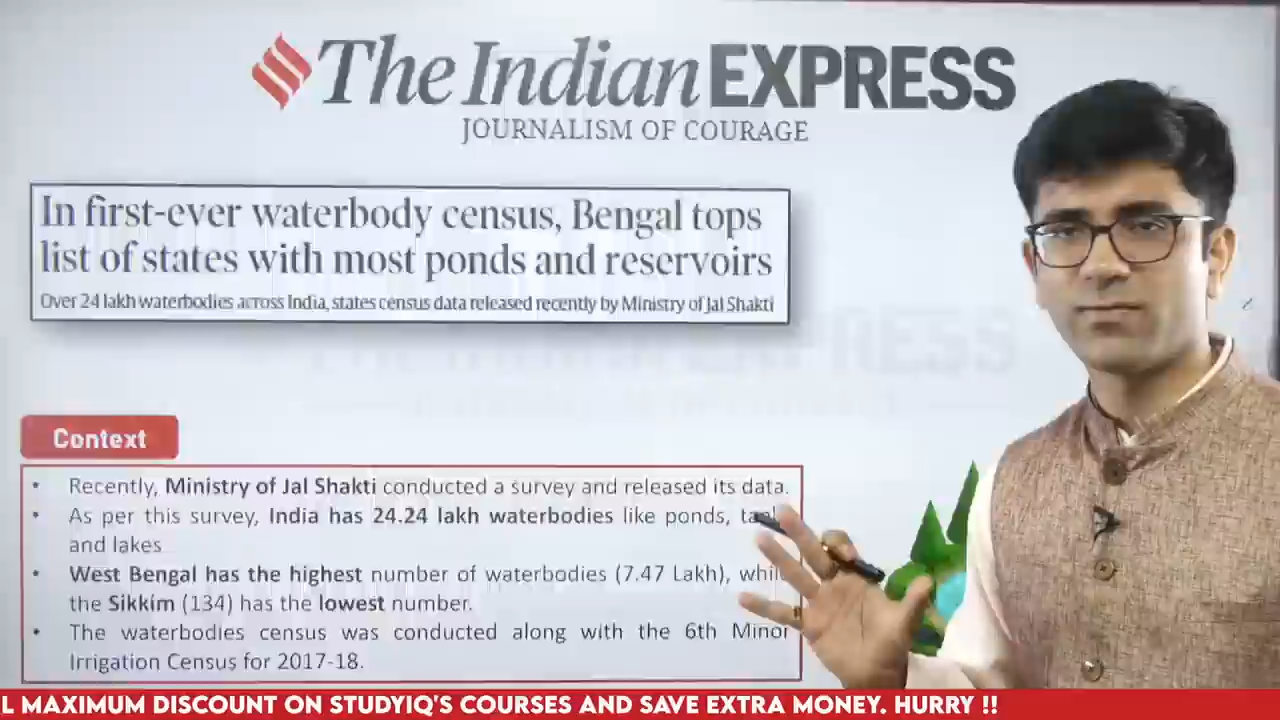 The Indian EXPRESS
JOURNALISM OF COURAGE
In first-ever waterbody census, Bengal tops
list of states with most ponds and reservoirs
Over 24 lakh waterbodies across India, states census data released recently by Ministry of Jal Shakti
Context
• Recently, Ministry of Jal Shakti conducted a survey and released its data.
• As per this survey, India has 24.24 lakh waterbodies like ponds,
and lakes
• West Bengal has the highest number of waterbodies (7.47 Lakh),
the Sikkim (134) has the lowest number.
• The waterbodies census was conducted along with the 6th Minor
Irrigation Census for 2017-18.
L MAXIMUM DISCOUNT ON STUDYIQ'S COURSES AND SAVE EXTRA MONEY. HURRY !!